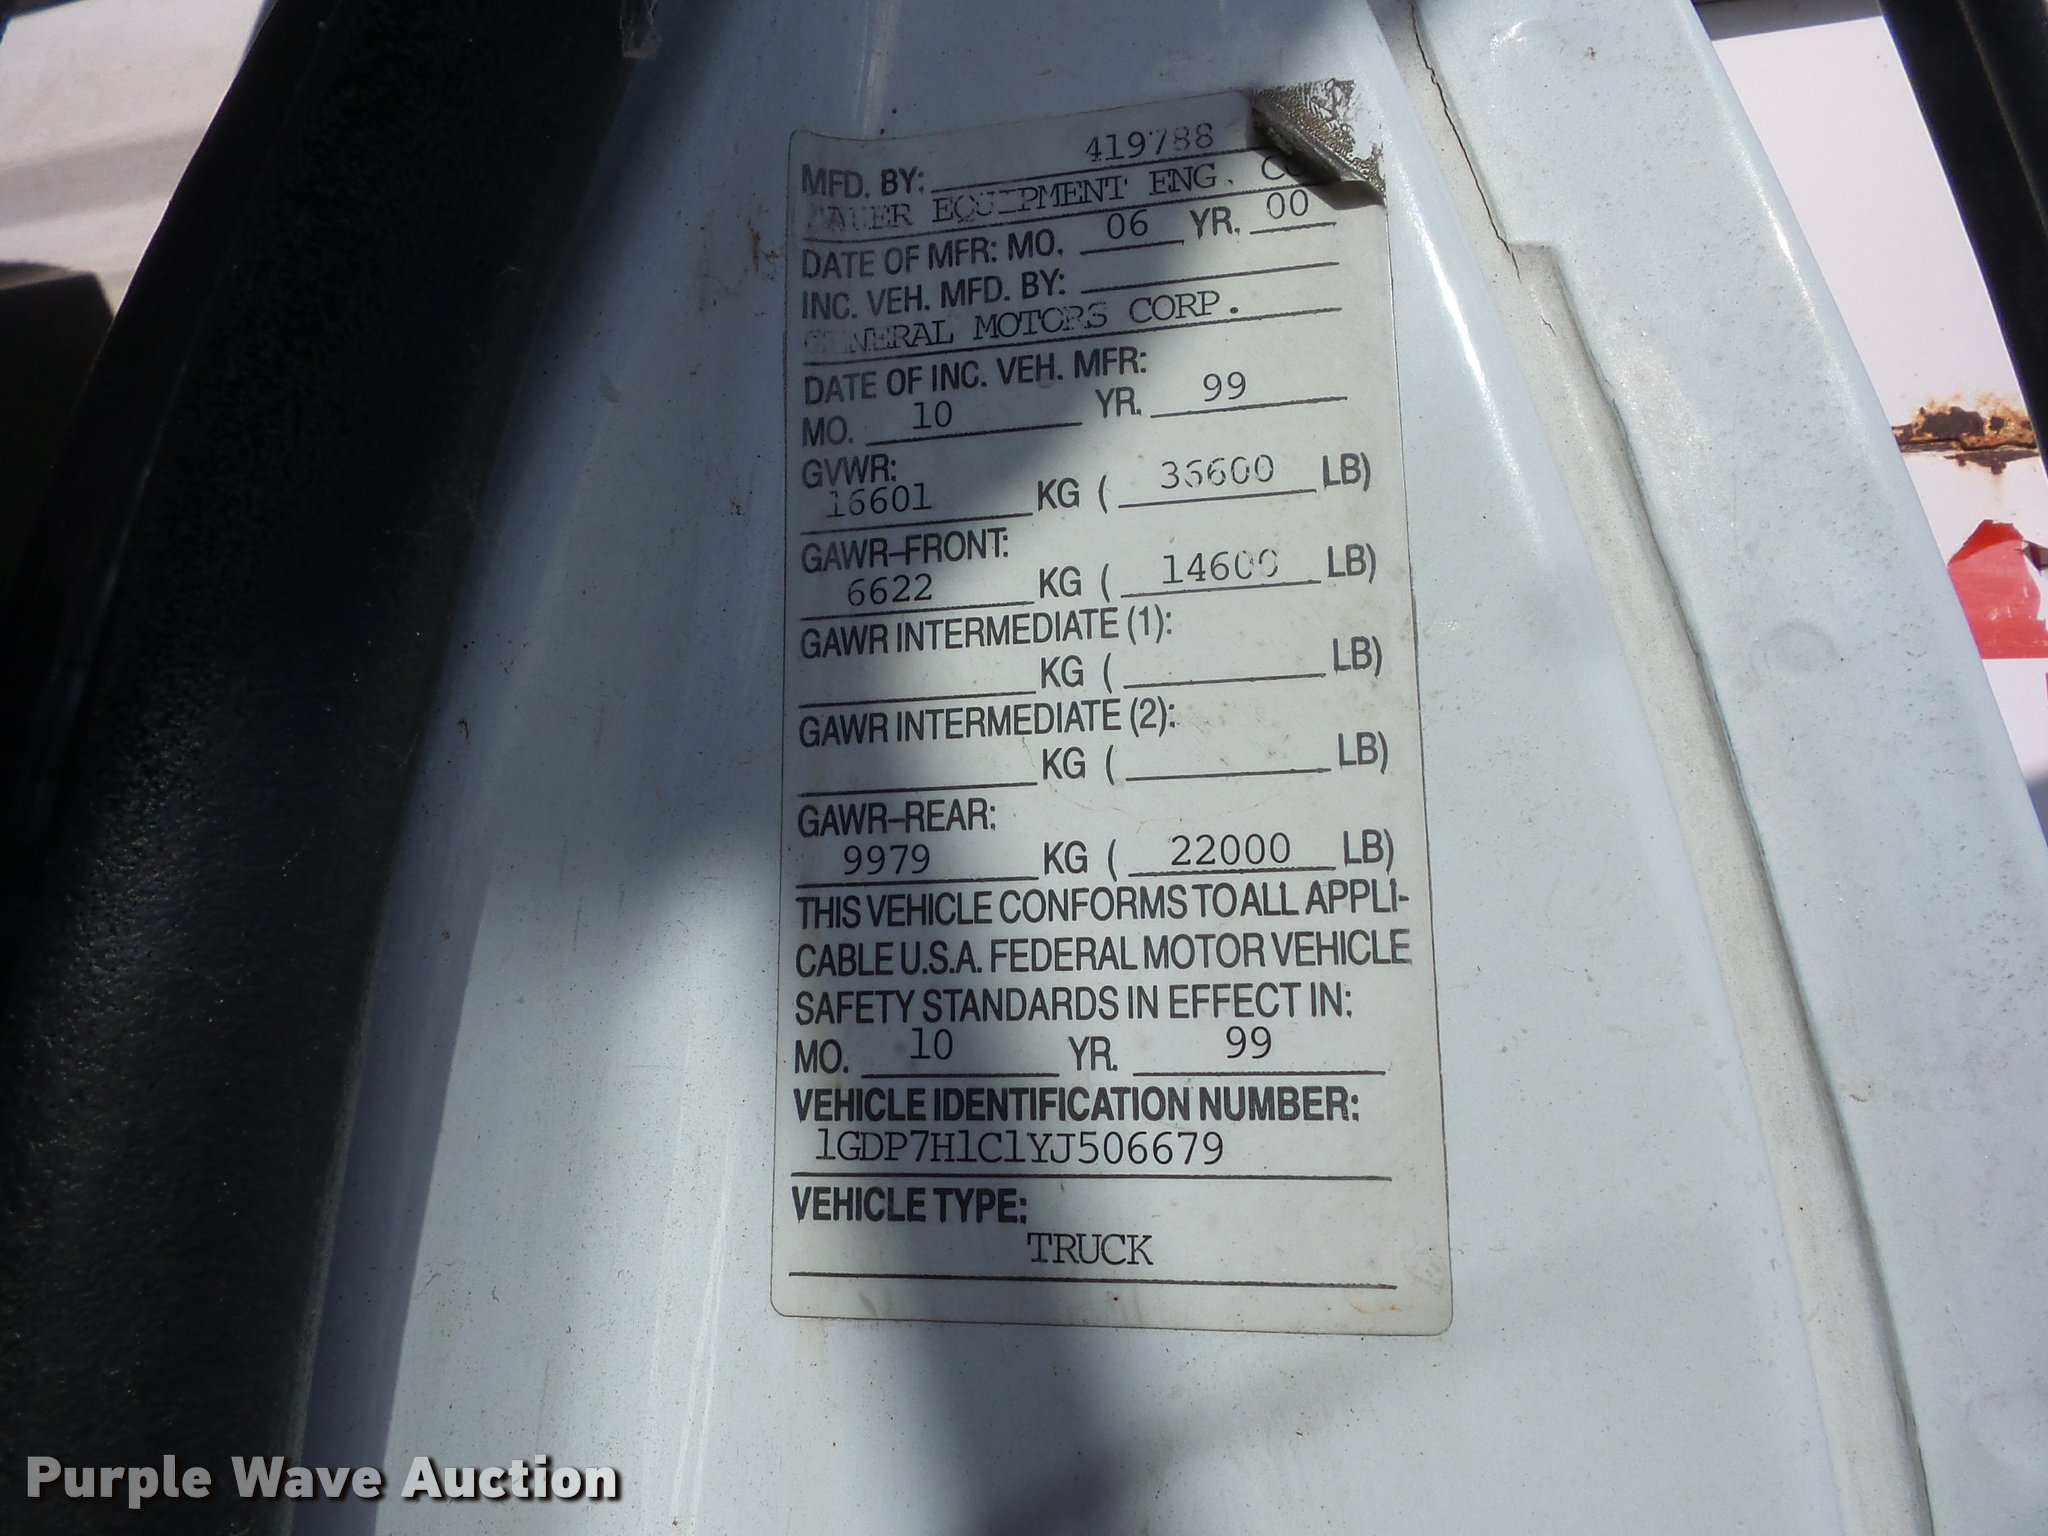 419788
MFD. BY:
EQUIPMENT ENG. CO
DATE OF MFR: MO. 06 YR. 00
INC. VEH. MFD. BY:
GENERAL MOTORS CORP.
DATE OF INC. VEH. MFR:
MO. 10 YR. 99
GVWR:
16601 KG ( 36600 LB)
GAWR-FRONT:
6622 KG ( 14600 LB)
GAWR INTERMEDIATE (1):
KG ( LB)
GAWR INTERMEDIATE (2):
KG ( LB)
GAWR-REAR:
9979 KG ( 22000 LB)
THIS VEHICLE CONFORMS TO ALL APPLI-
CABLE U.S.A. FEDERAL MOTOR VEHICLE
SAFETY STANDARDS IN EFFECT IN:
MO. 10 YR. 99
VEHICLE IDENTIFICATION NUMBER:
1GDP7H1C1YJ506679
VEHICLE TYPE:
TRUCK
Purple Wave Auction